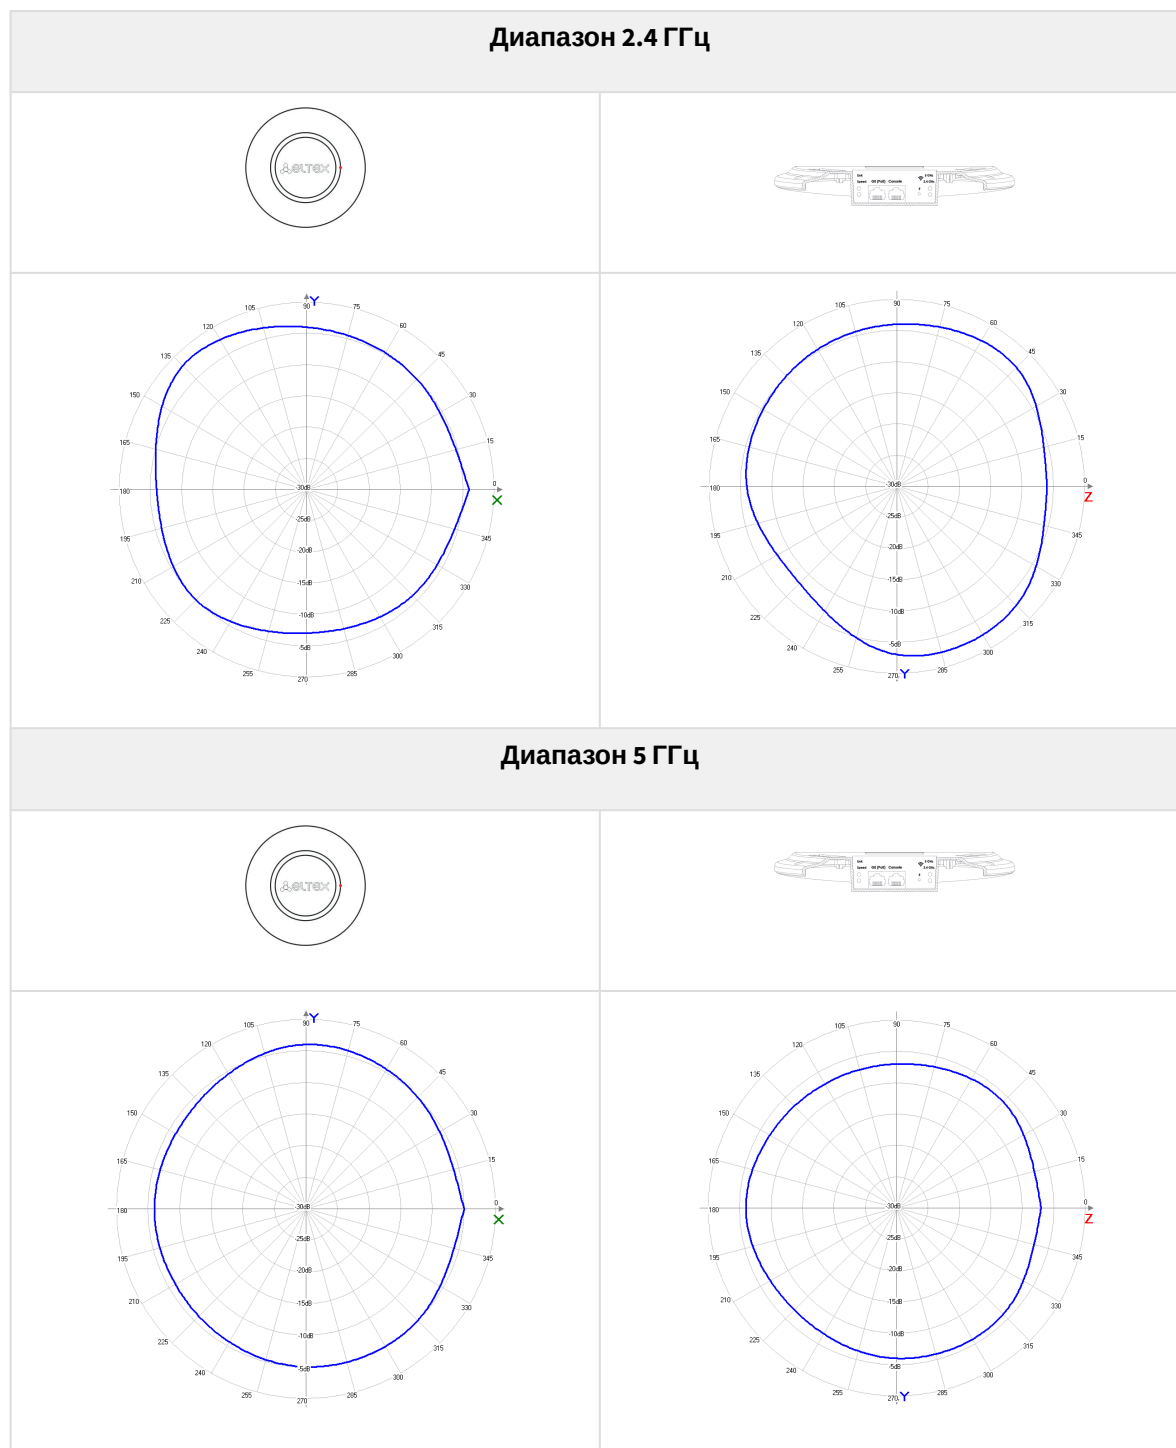 Диапазон 2.4 ГГц
eltex
Link
Speed
GE (PoE)
Console
5 GHz
2.4 GHz
Y
90
105 75
120 60
135 45
150 30
165 15
180 -30dB 0
X
-25dB
195 345
-20dB
210 330
-15dB
225 315
-10dB
240 -5dB 300
255 285
270
90
105 75
120 60
135 45
150 30
165 15
180 -30dB 0
Z
-25dB
195 345
-20dB
210 330
-15dB
225 315
-10dB
240 -5dB 300
255 285
270
Y
Диапазон 5 ГГц
eltex
Link
Speed
GE (PoE)
Console
5 GHz
2.4 GHz
Y
90
105 75
120 60
135 45
150 30
165 15
180 -30dB 0
X
-25dB
195 345
-20dB
210 330
-15dB
225 315
-10dB
240 -5dB 300
255 285
270
90
105 75
120 60
135 45
150 30
165 15
180 -30dB 0
Z
-25dB
195 345
-20dB
210 330
-15dB
225 315
-10dB
240 -5dB 300
255 285
270
Y